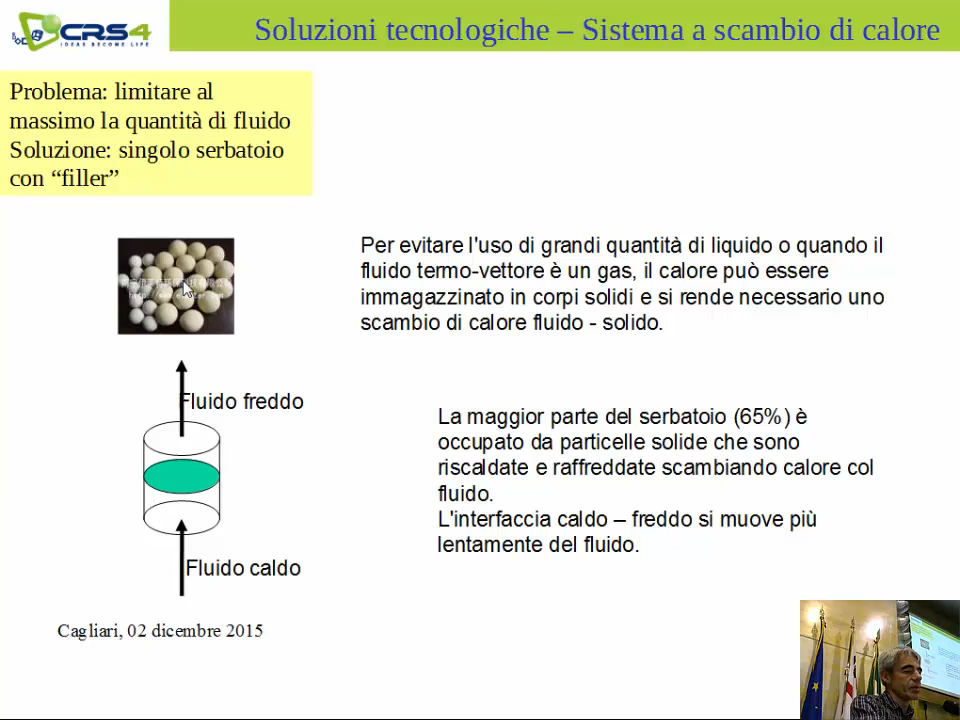 CRS4
IDEAS BECOME LIFE
Soluzioni tecnologiche – Sistema a scambio di calore
Problema: limitare al
massimo la quantità di fluido
Soluzione: singolo serbatoio
con “filler”
Per evitare l'uso di grandi quantità di liquido o quando il
fluido termo-vettore è un gas, il calore può essere
immagazzinato in corpi solidi e si rende necessario uno
scambio di calore fluido - solido.
Fluido freddo
La maggior parte del serbatoio (65%) è
occupato da particelle solide che sono
riscaldate e raffreddate scambiando calore col
fluido.
L'interfaccia caldo – freddo si muove più
lentamente del fluido.
Fluido caldo
Cagliari, 02 dicembre 2015